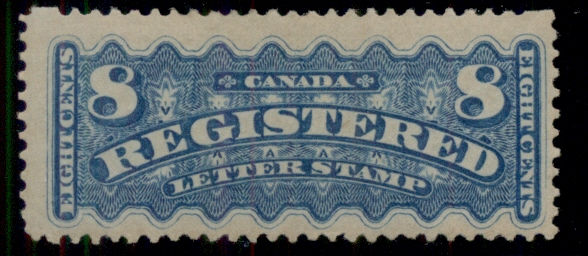 EIGHT CENTS
8 CANADA 8
REGISTERED
LETTER STAMP
EIGHT CENTS